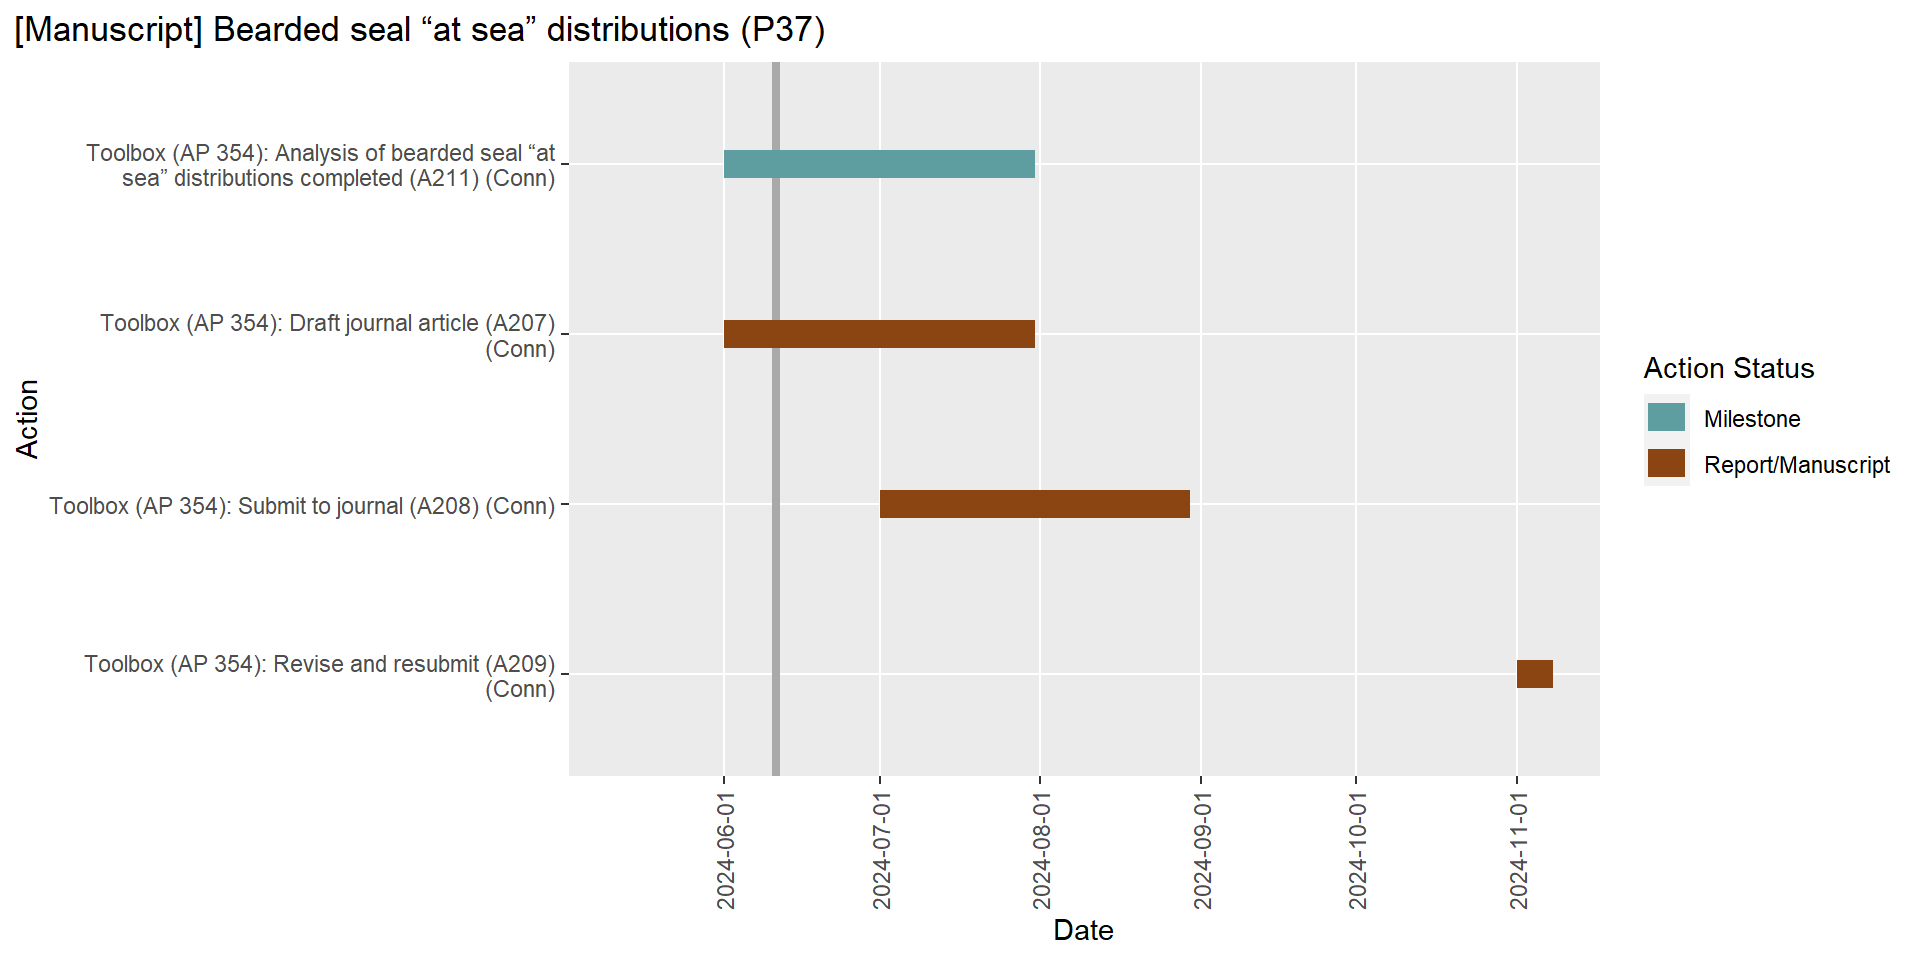 [Manuscript] Bearded seal “at sea” distributions (P37)
Toolbox (AP 354): Analysis of bearded seal “at
sea” distributions completed (A211) (Conn)
Toolbox (AP 354): Draft journal article (A207)
(Conn)
Toolbox (AP 354): Submit to journal (A208) (Conn)
Toolbox (AP 354): Revise and resubmit (A209)
(Conn)
Action
2024-06-01
2024-07-01
2024-08-01
2024-09-01
2024-10-01
2024-11-01
Date
Action Status
Milestone
Report/Manuscript